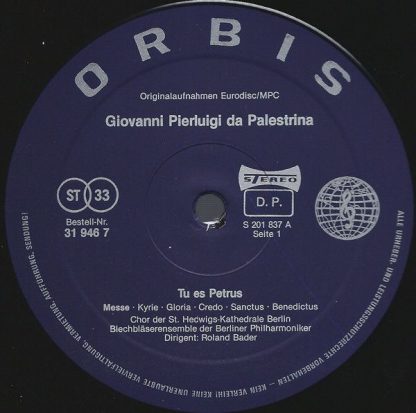 ORBIS
Originalaufnahmen Eurodisc/MPC
Giovanni Pierluigi da Palestrina
ST 33
Bestell-Nr.
31 946 7
STEREO
D. P.
S 201 837 A
Seite 1
Tu es Petrus
Messe · Kyrie · Gloria · Credo · Sanctus · Benedictus
Chor der St. Hedwigs-Kathedrale Berlin
Blechbläserensemble der Berliner Philharmoniker
Dirigent: Roland Bader
ALLE URHEBER- UND LEISTUNGSSCHUTZRECHTE VORBEHALTEN - KEIN VERLEIH! KEINE UNERLAUBTE VERVIELFÄLTIGUNG, VERMIETUNG, AUFFÜHRUNG, SENDUNG!